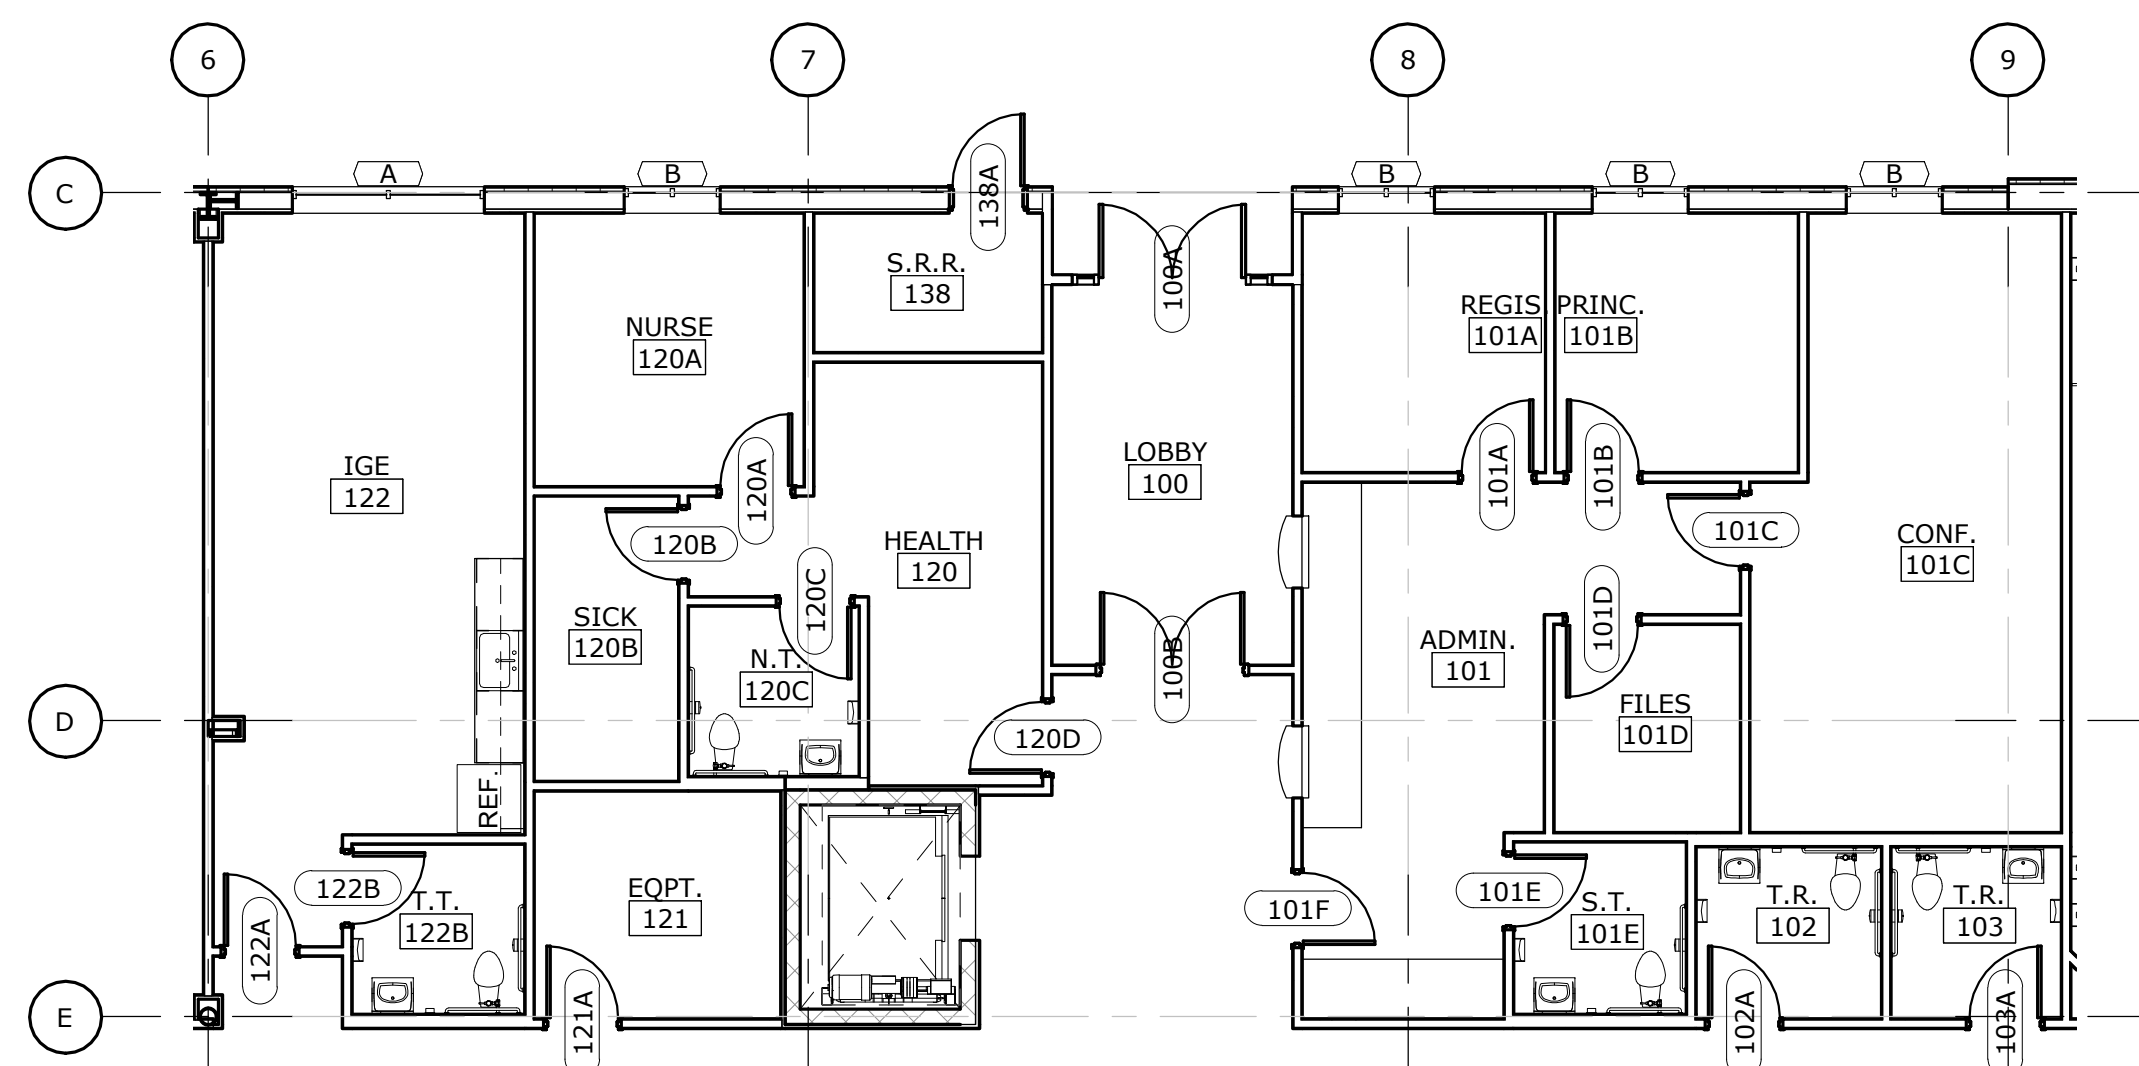 6
7
8
9
C
A
B
B
B
B
138A
S.R.R.
138
100A
REGIS.
101A
PRINC.
101B
NURSE
120A
LOBBY
100
IGE
122
120A
101A
101B
120B
101C
HEALTH
120
CONF.
101C
120C
101D
SICK
120B
ADMIN.
101
N.T.
120C
100B
FILES
101D
D
120D
REF.
122B
EQPT.
121
T.T.
122B
101F
101E
S.T.
101E
T.R.
102
T.R.
103
122A
E
121A
102A
103A